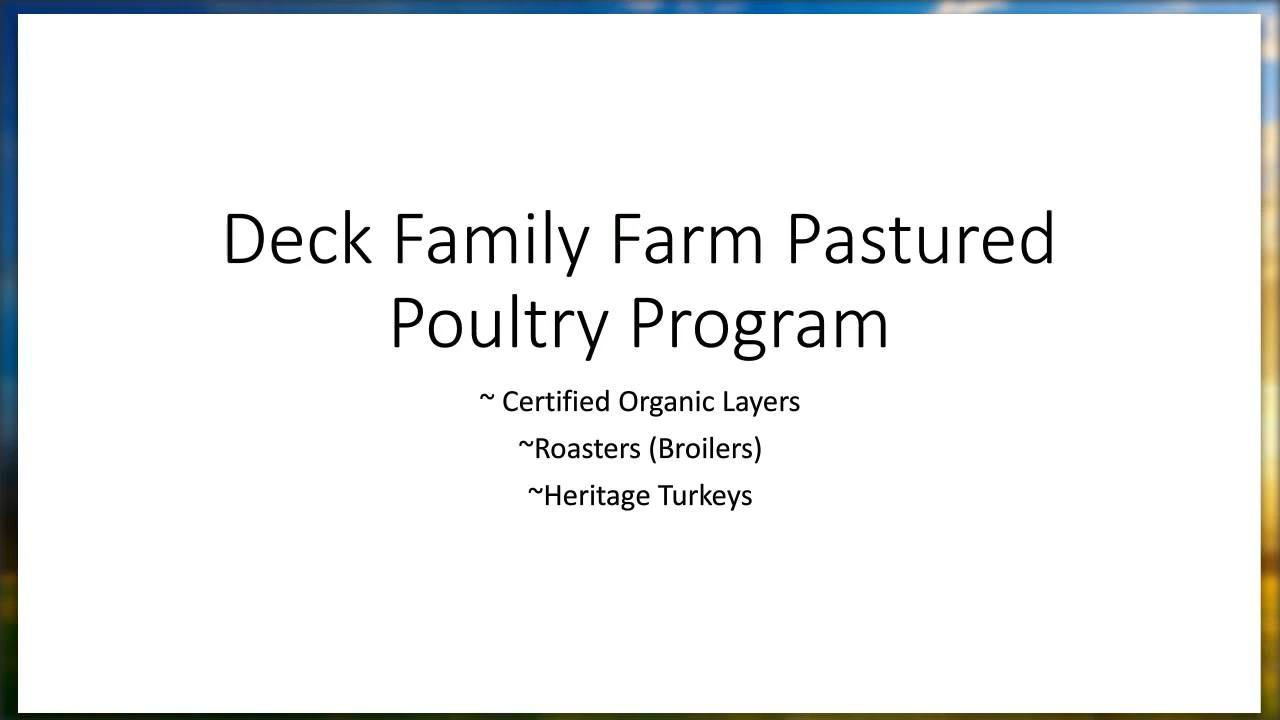 Deck Family Farm Pastured
Poultry Program
~ Certified Organic Layers
~Roasters (Broilers)
~Heritage Turkeys